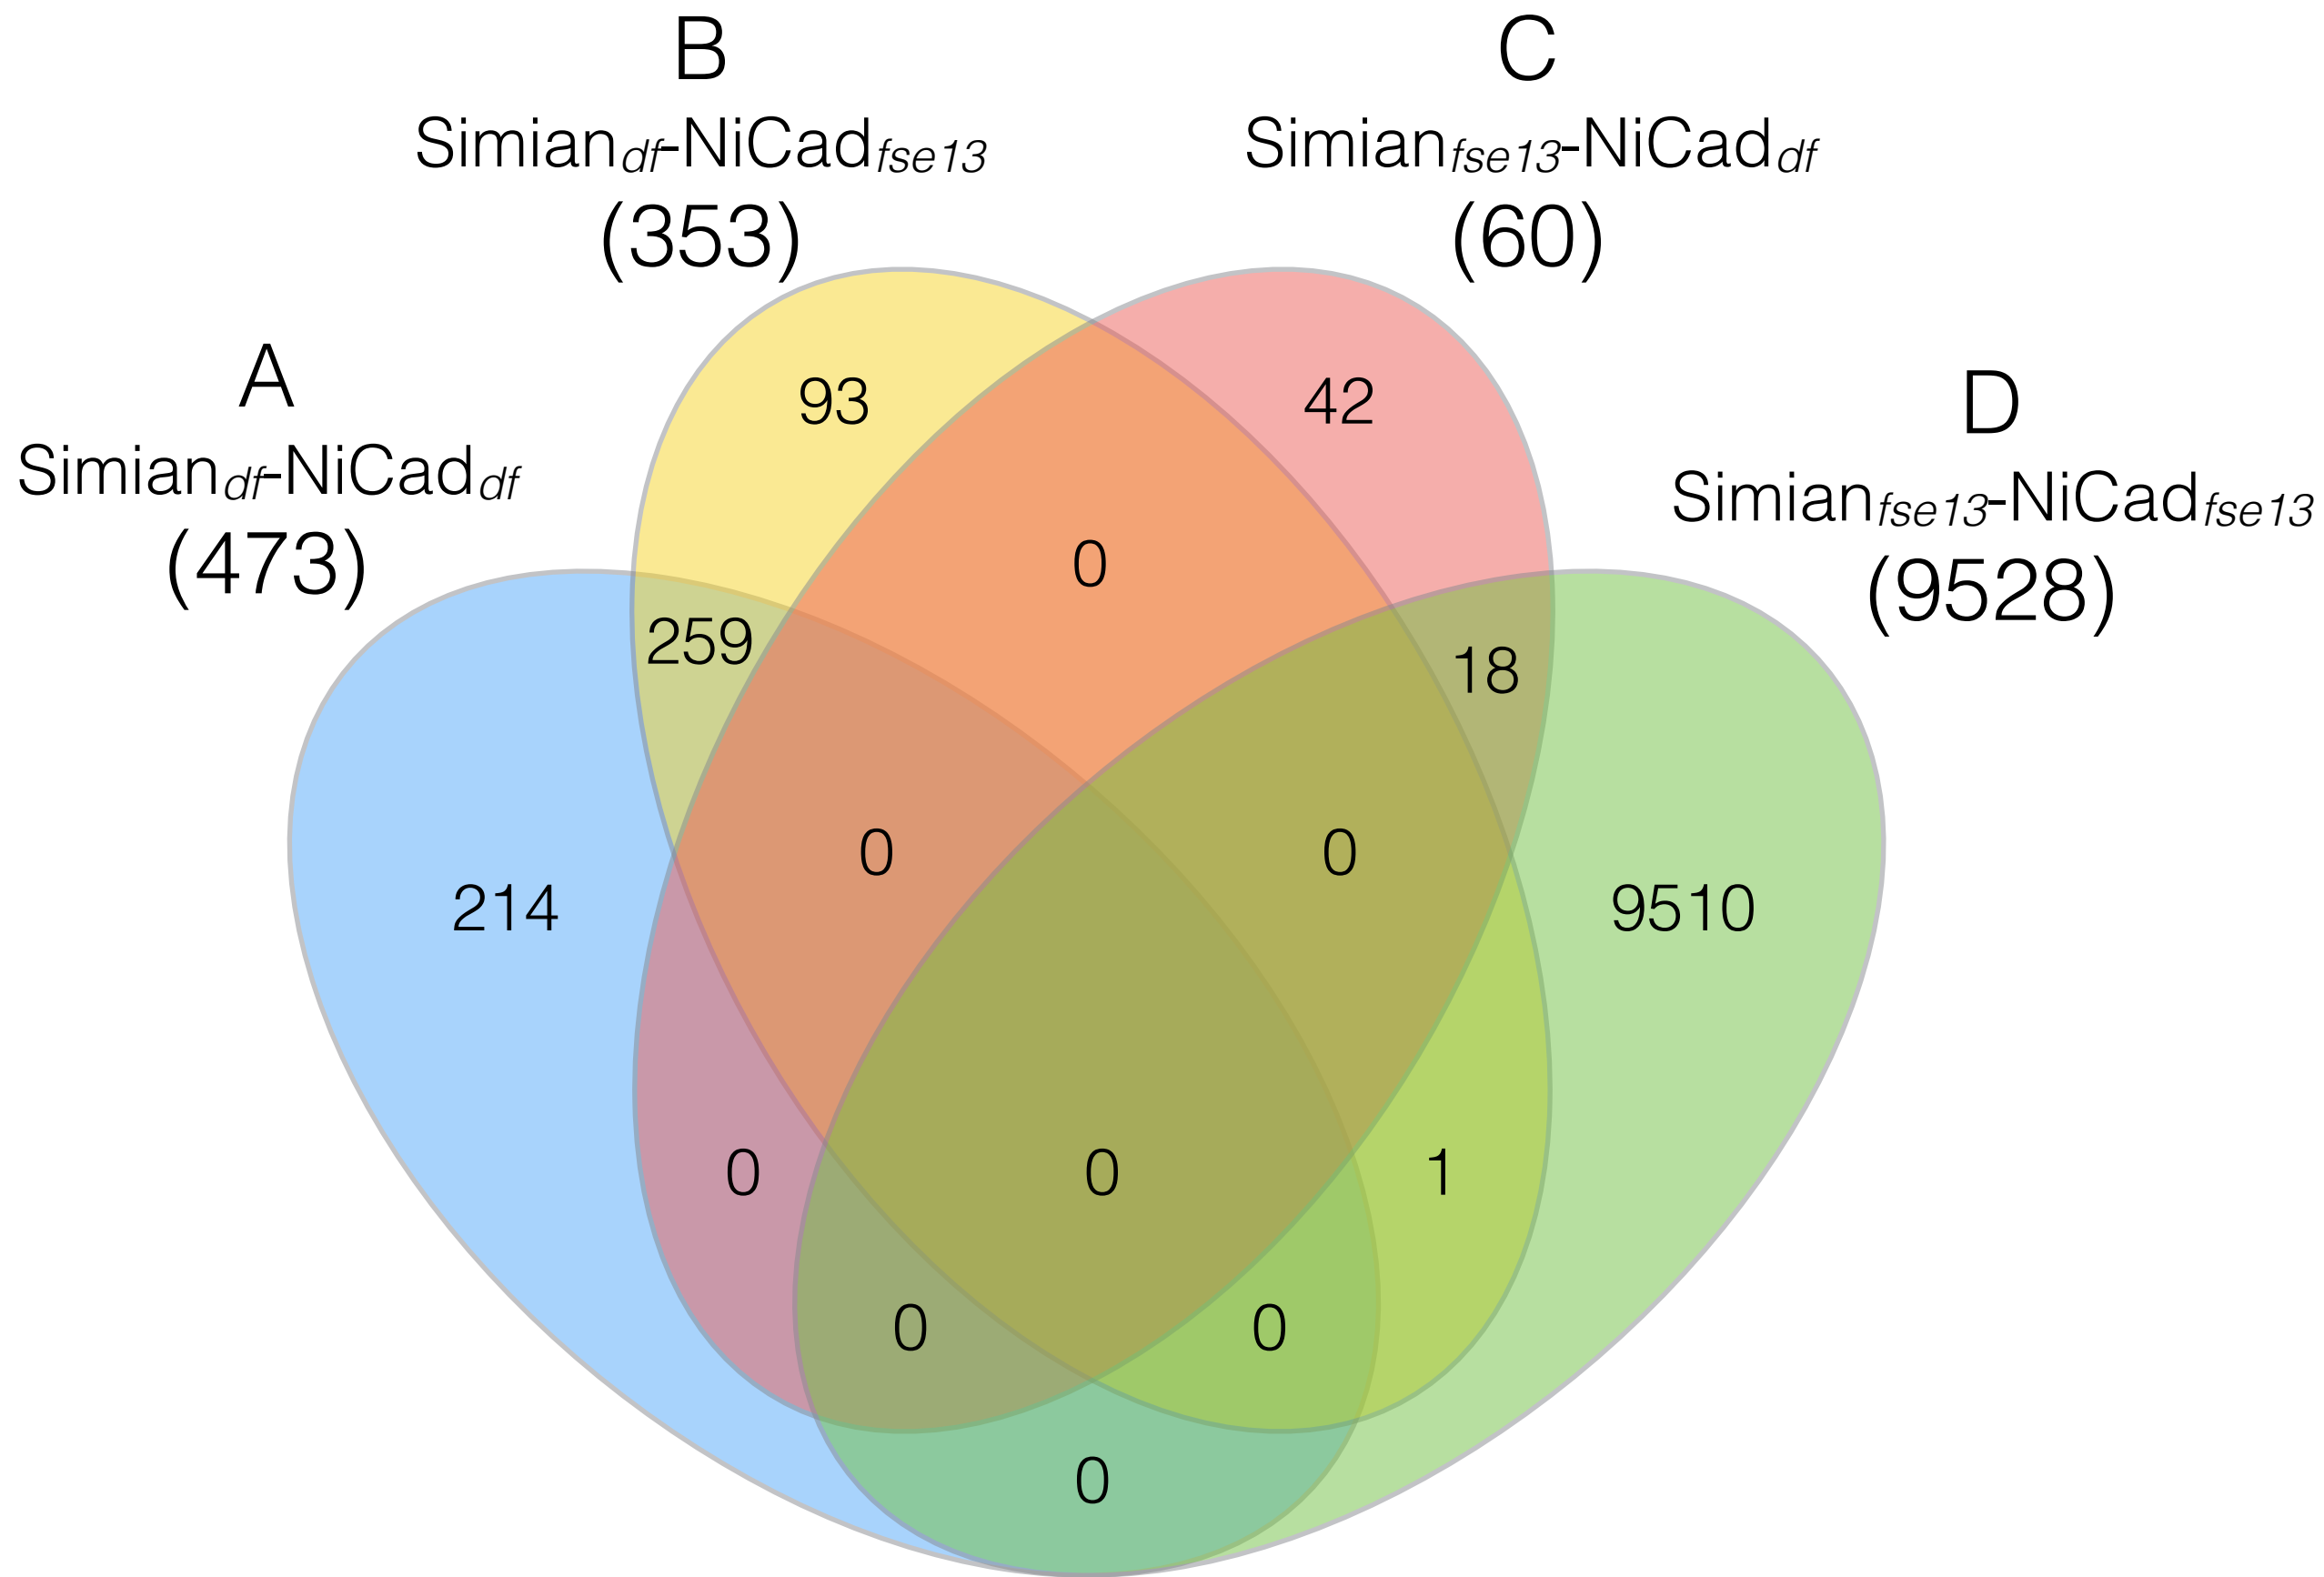 A
Simiandf-NiCaddf
(473)
B
Simiandf-NiCadfse13
(353)
C
Simianfse13-NiCaddf
(60)
D
Simianfse13-NiCadfse13
(9528)
93
42
0
259
18
0
0
214
9510
0
0
1
0
0
0